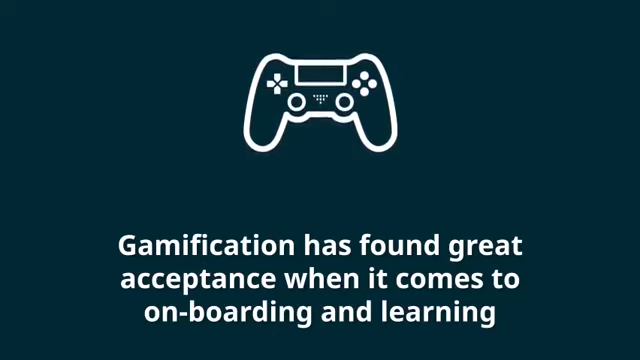 Gamification has found great
acceptance when it comes to
on-boarding and learning